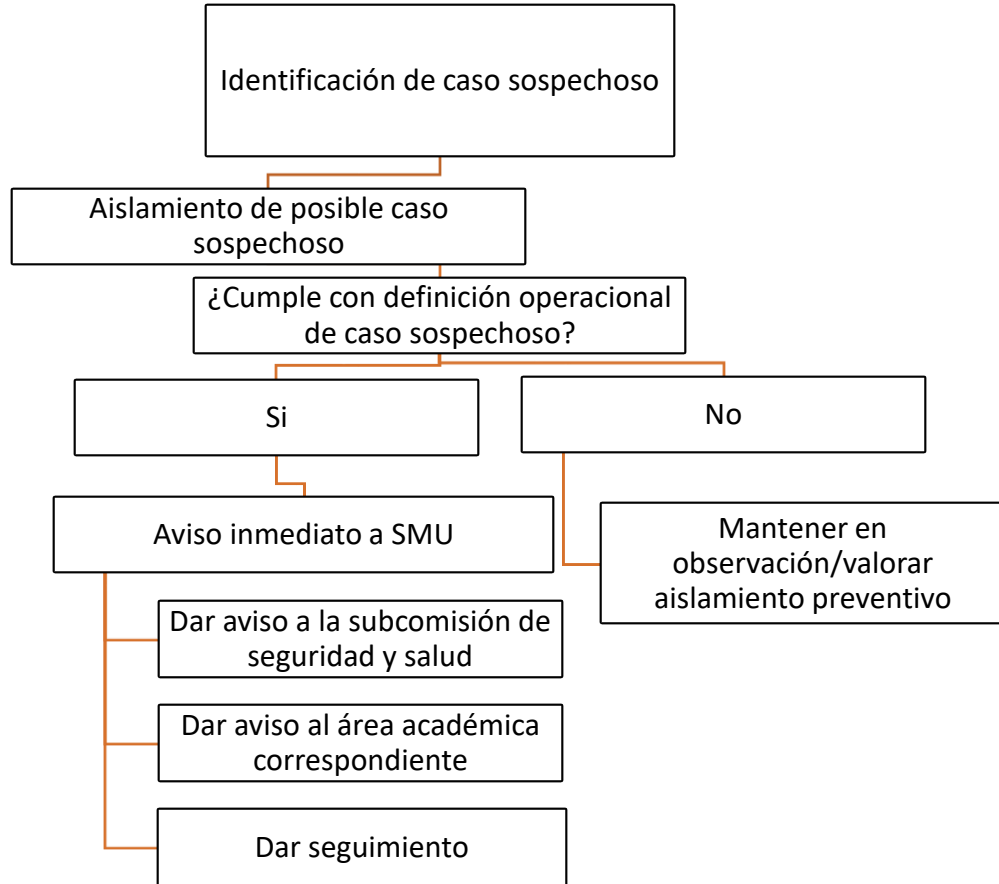 Identificación de caso sospechoso
Aislamiento de posible caso
sospechoso
¿Cumple con definición operacional
de caso sospechoso?
Si
No
Aviso inmediato a SMU
Mantener en
observación/valorar
aislamiento preventivo
Dar aviso a la subcomisión de
seguridad y salud
Dar aviso al área académica
correspondiente
Dar seguimiento